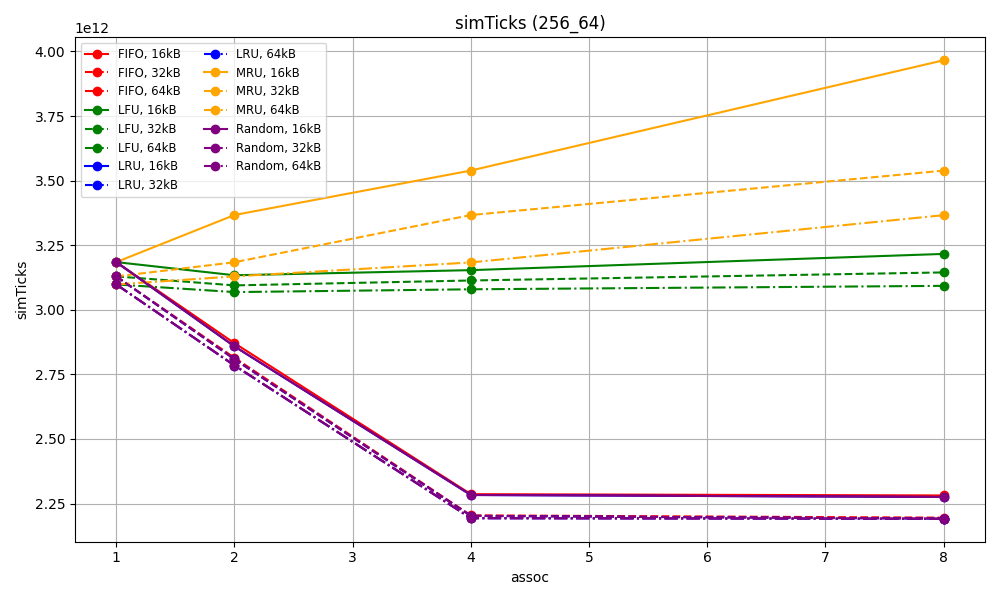 simTicks (256_64)
1e12
4.00
3.75
3.50
3.25
3.00
2.75
2.50
2.25
simTicks
FIFO, 16kB
FIFO, 32kB
FIFO, 64kB
LFU, 16kB
LFU, 32kB
LFU, 64kB
LRU, 16kB
LRU, 32kB
LRU, 64kB
MRU, 16kB
MRU, 32kB
MRU, 64kB
Random, 16kB
Random, 32kB
Random, 64kB
1 2 3 4 5 6 7 8
assoc